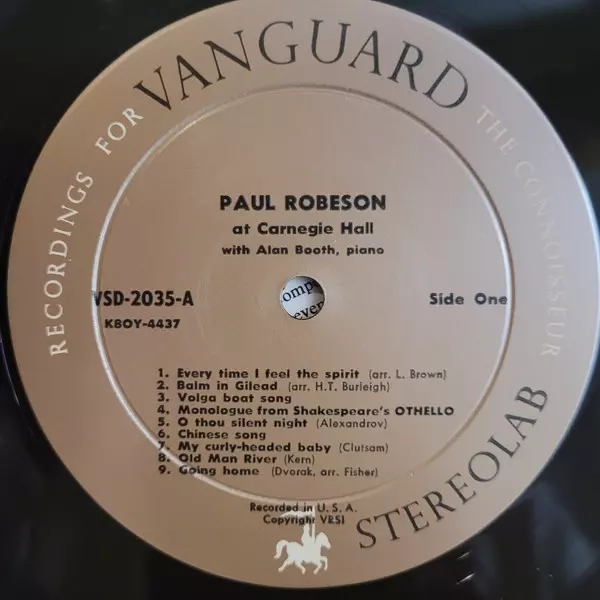 RECORDINGS FOR VANGUARD THE CONNOISSEUR
PAUL ROBESON
at Carnegie Hall
with Alan Booth, piano
VSD-2035-A
Side One
K8OY-4437
omp
even
1. Every time I feel the spirit (arr. L. Brown)
2. Balm in Gilead (arr. H.T. Burleigh)
3. Volga boat song
4. Monologue from Shakespeare's OTHELLO
5. O thou silent night (Alexandrov)
6. Chinese song
7. My curly-headed baby (Clutsam)
8. Old Man River (Kern)
9. Going home (Dvorak, arr. Fisher)
Recorded in U. S. A.
Copyright VRSI
STEREOLAB